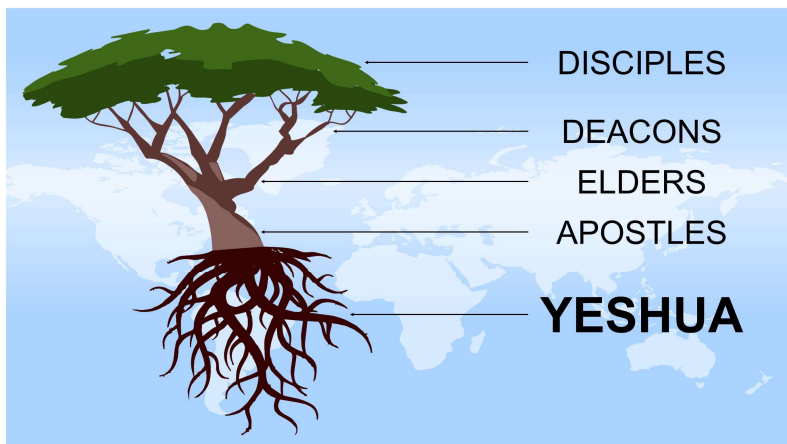 DISCIPLES
DEACONS
ELDERS
APOSTLES
YESHUA